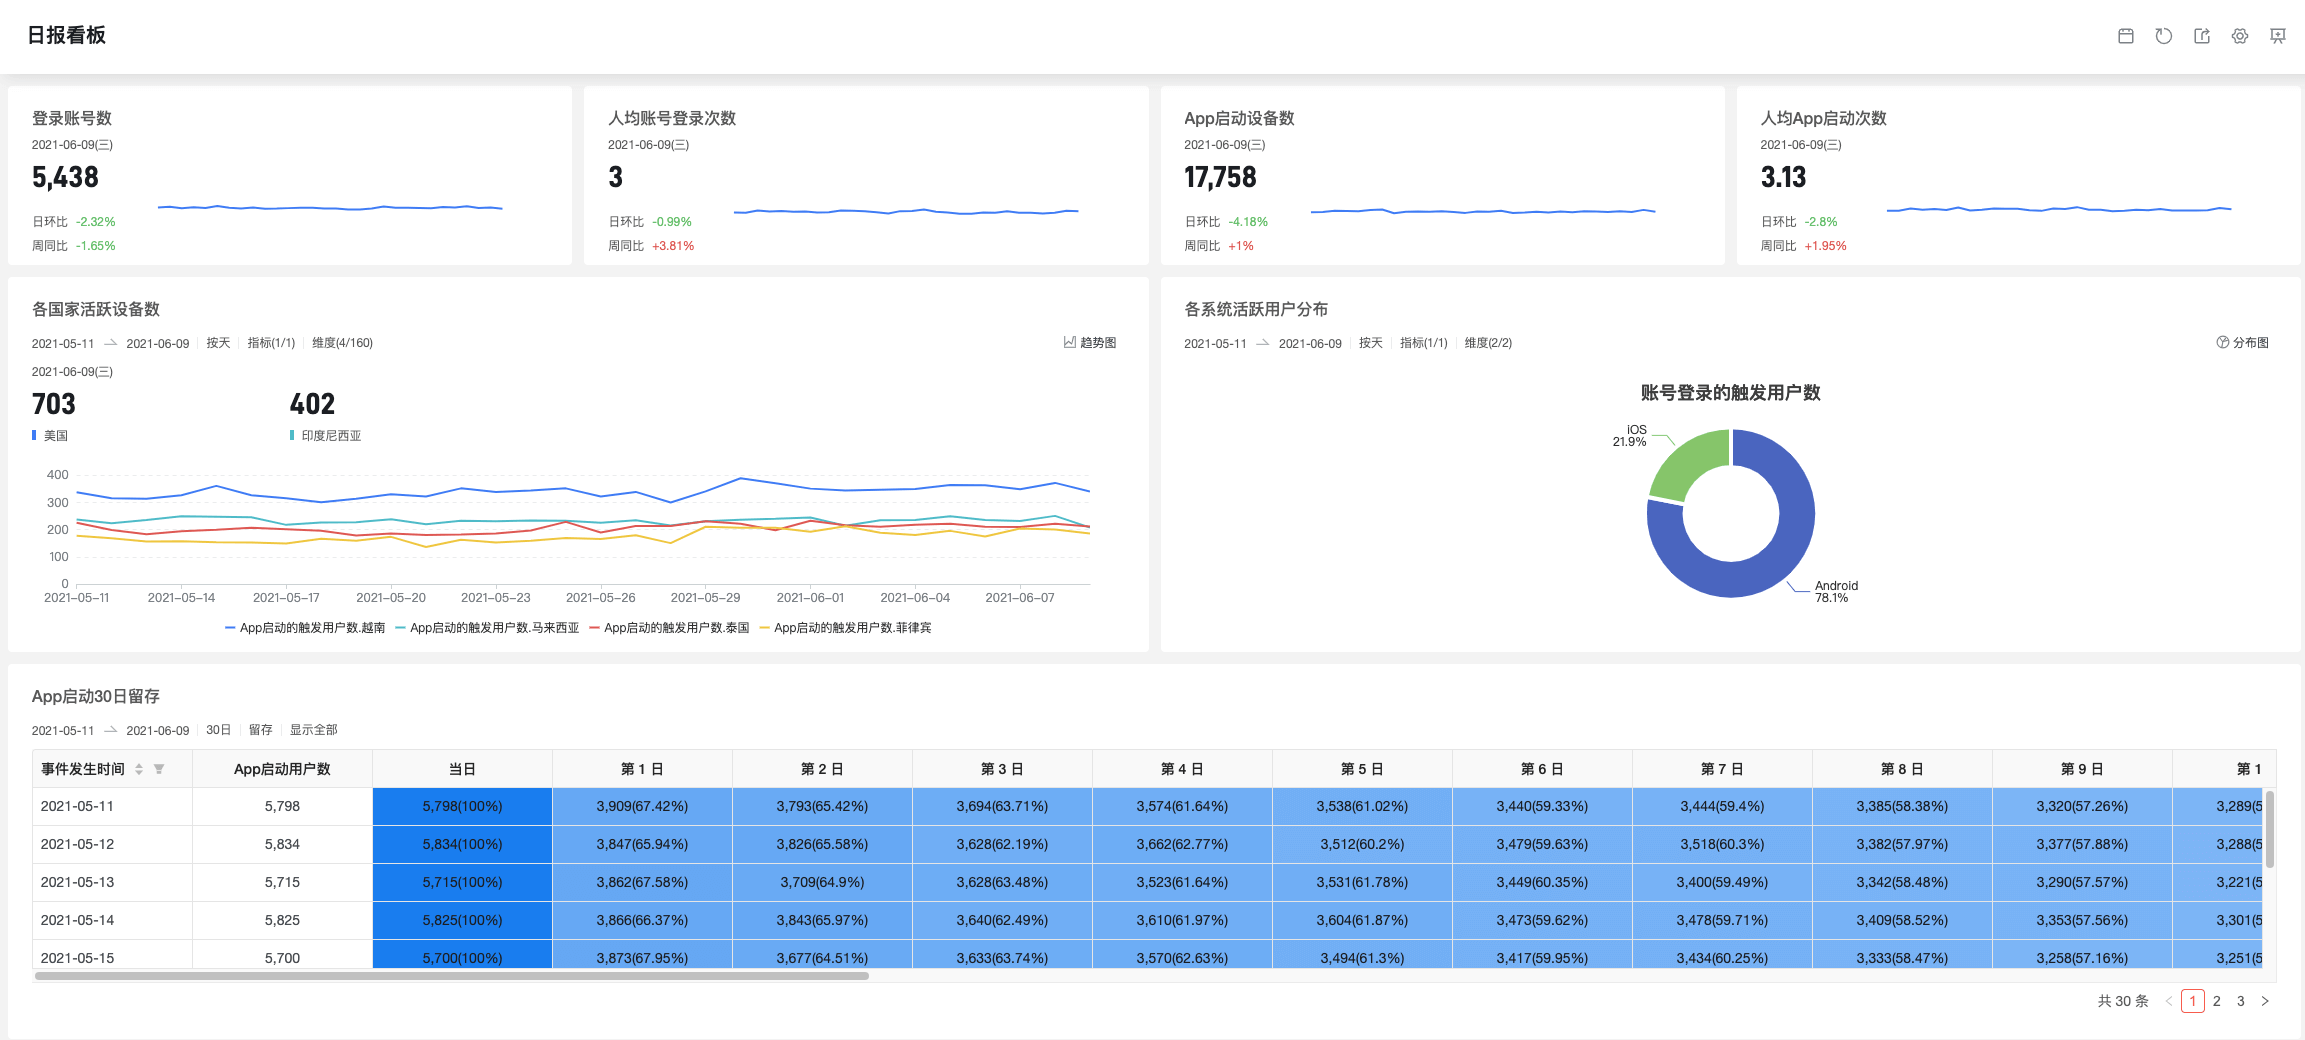 日报看板
登录账号数
2021-06-09(三)
5,438
日环比 -2.32%
周同比 -1.65%
人均账号登录次数
2021-06-09(三)
3
日环比 -0.99%
周同比 +3.81%
App启动设备数
2021-06-09(三)
17,758
日环比 -4.18%
周同比 +1%
人均App启动次数
2021-06-09(三)
3.13
日环比 -2.8%
周同比 +1.95%
各国家活跃设备数
2021-05-11 2021-06-09 按天 指标(1/1) 维度(4/160) 趋势图
2021-06-09(三)
703 402
美国 印度尼西亚
400
300
200
100
0
2021-05-11 2021-05-14 2021-05-17 2021-05-20 2021-05-23 2021-05-26 2021-05-29 2021-06-01 2021-06-04 2021-06-07
App启动的触发用户数.越南 App启动的触发用户数.马来西亚 App启动的触发用户数.泰国 App启动的触发用户数.菲律宾
各系统活跃用户分布
2021-05-11 2021-06-09 按天 指标(1/1) 维度(2/2) 分布图
账号登录的触发用户数
iOS
21.9%
Android
78.1%
App启动30日留存
2021-05-11 2021-06-09 30日 留存 显示全部
事件发生时间 App启动用户数 当日 第 1 日 第 2 日 第 3 日 第 4 日 第 5 日 第 6 日 第 7 日 第 8 日 第 9 日 第 1
2021-05-11 5,798 5,798(100%) 3,909(67.42%) 3,793(65.42%) 3,694(63.71%) 3,574(61.64%) 3,538(61.02%) 3,440(59.33%) 3,444(59.4%) 3,385(58.38%) 3,320(57.26%) 3,289(5
2021-05-12 5,834 5,834(100%) 3,847(65.94%) 3,826(65.58%) 3,628(62.19%) 3,662(62.77%) 3,512(60.2%) 3,479(59.63%) 3,518(60.3%) 3,382(57.97%) 3,377(57.88%) 3,288(5
2021-05-13 5,715 5,715(100%) 3,862(67.58%) 3,709(64.9%) 3,628(63.48%) 3,523(61.64%) 3,531(61.78%) 3,449(60.35%) 3,400(59.49%) 3,342(58.48%) 3,290(57.57%) 3,221(5
2021-05-14 5,825 5,825(100%) 3,866(66.37%) 3,843(65.97%) 3,640(62.49%) 3,610(61.97%) 3,604(61.87%) 3,473(59.62%) 3,478(59.71%) 3,409(58.52%) 3,353(57.56%) 3,301(5
2021-05-15 5,700 5,700(100%) 3,873(67.95%) 3,677(64.51%) 3,633(63.74%) 3,570(62.63%) 3,494(61.3%) 3,417(59.95%) 3,434(60.25%) 3,333(58.47%) 3,258(57.16%) 3,251(5
共 30 条 < 1 2 3 >